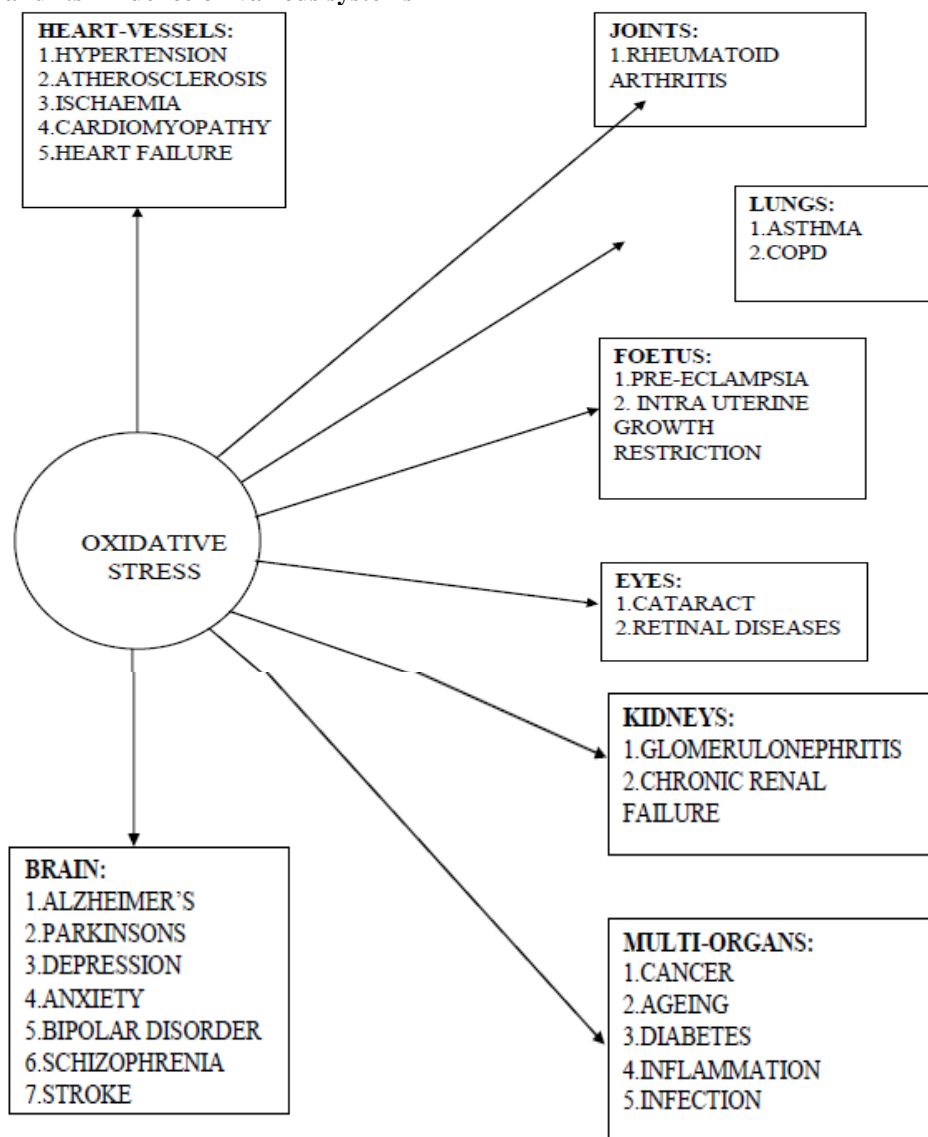 HEART-VESSELS:
1.HYPERTENSION
2.ATHEROSCLEROSIS
3.ISCHAEMIA
4.CARDIOMYOPATHY
5.HEART FAILURE
JOINTS:
1.RHEUMATOID
ARTHRITIS
LUNGS:
1.ASTHMA
2.COPD
FOETUS:
1.PRE-ECLAMPSIA
2. INTRA UTERINE
GROWTH
RESTRICTION
OXIDATIVE
STRESS
EYES:
1.CATARACT
2.RETINAL DISEASES
KIDNEYS:
1.GLOMERULONEPHRITIS
2.CHRONIC RENAL
FAILURE
BRAIN:
1.ALZHEIMER’S
2.PARKINSONS
3.DEPRESSION
4.ANXIETY
5.BIPOLAR DISORDER
6.SCHIZOPHRENIA
7.STROKE
MULTI-ORGANS:
1.CANCER
2.AGEING
3.DIABETES
4.INFLAMMATION
5.INFECTION